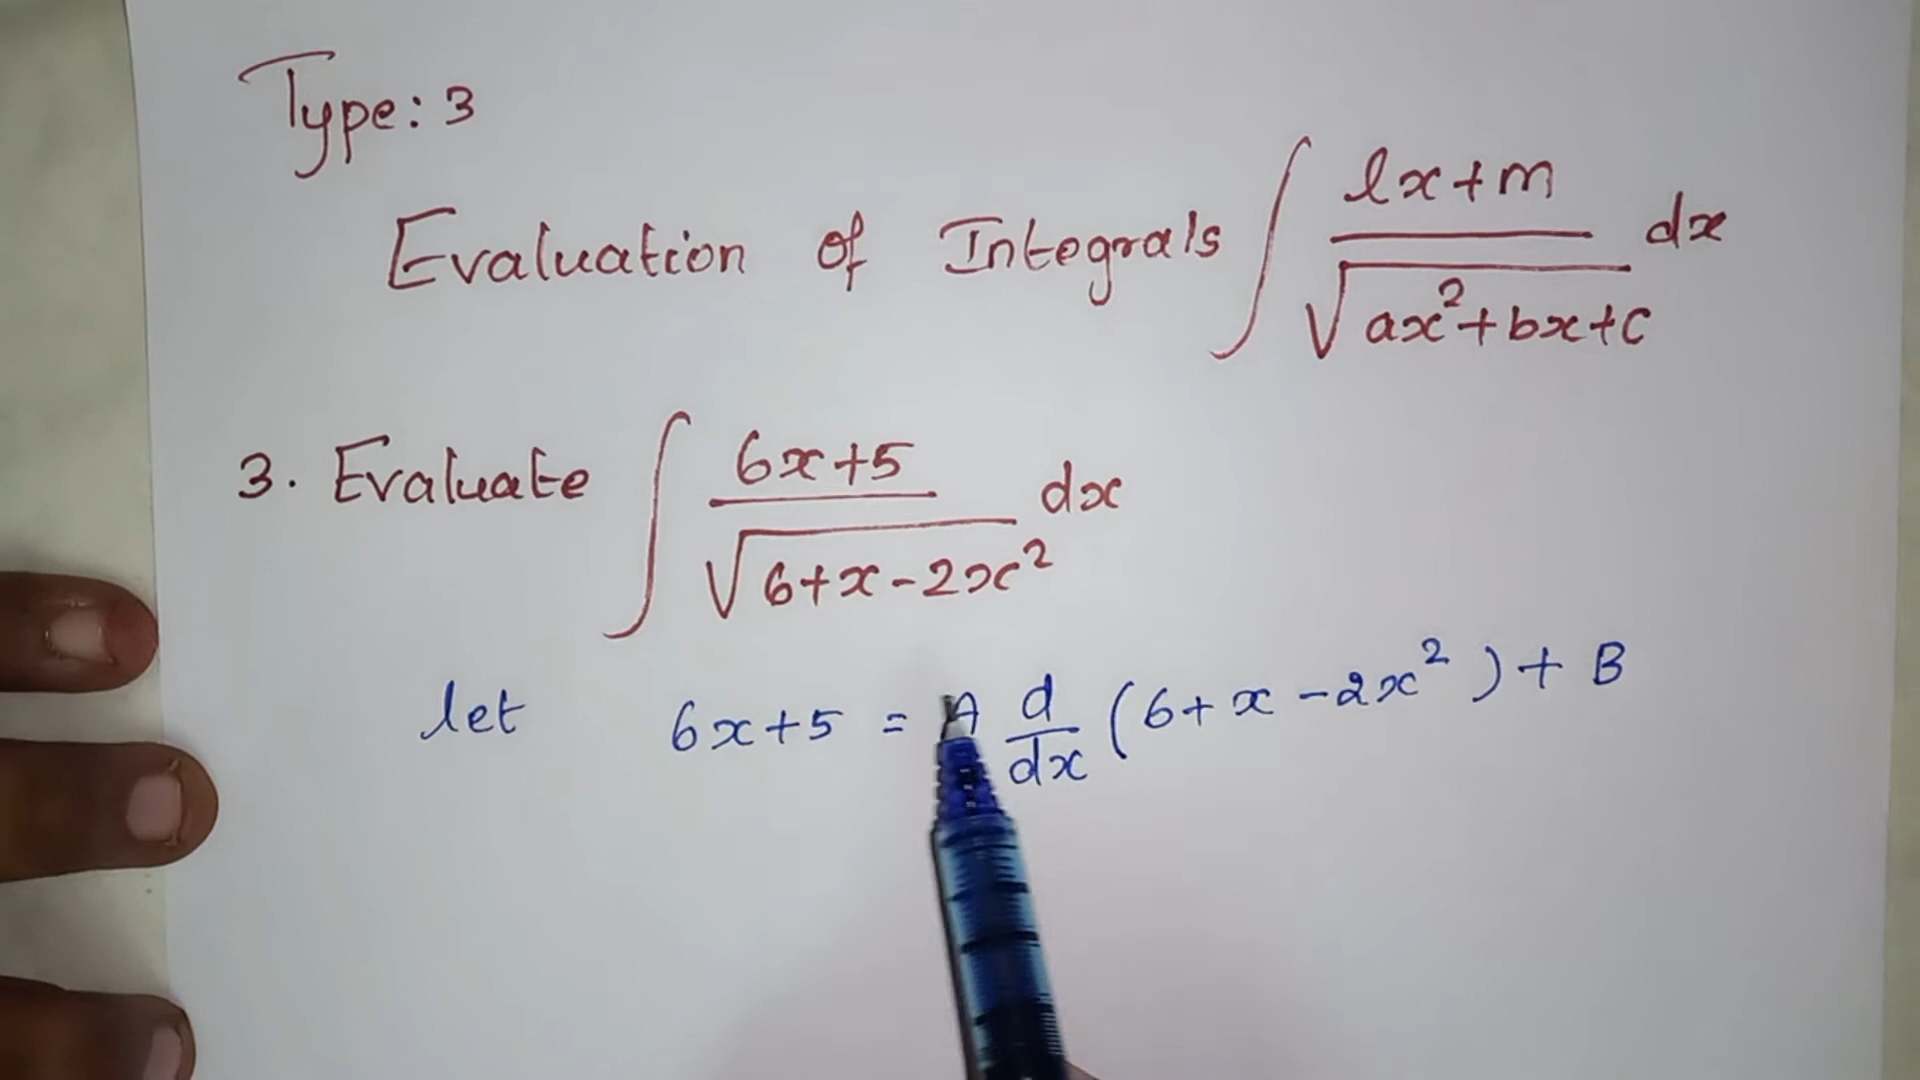 Type: 3
Evaluation of Integrals ∫ lx+m / √ax²+bx+c dx
3. Evaluate ∫ 6x+5 / √6+x-2x² dx
let 6x+5 = A d/dx (6+x-2x²) + B